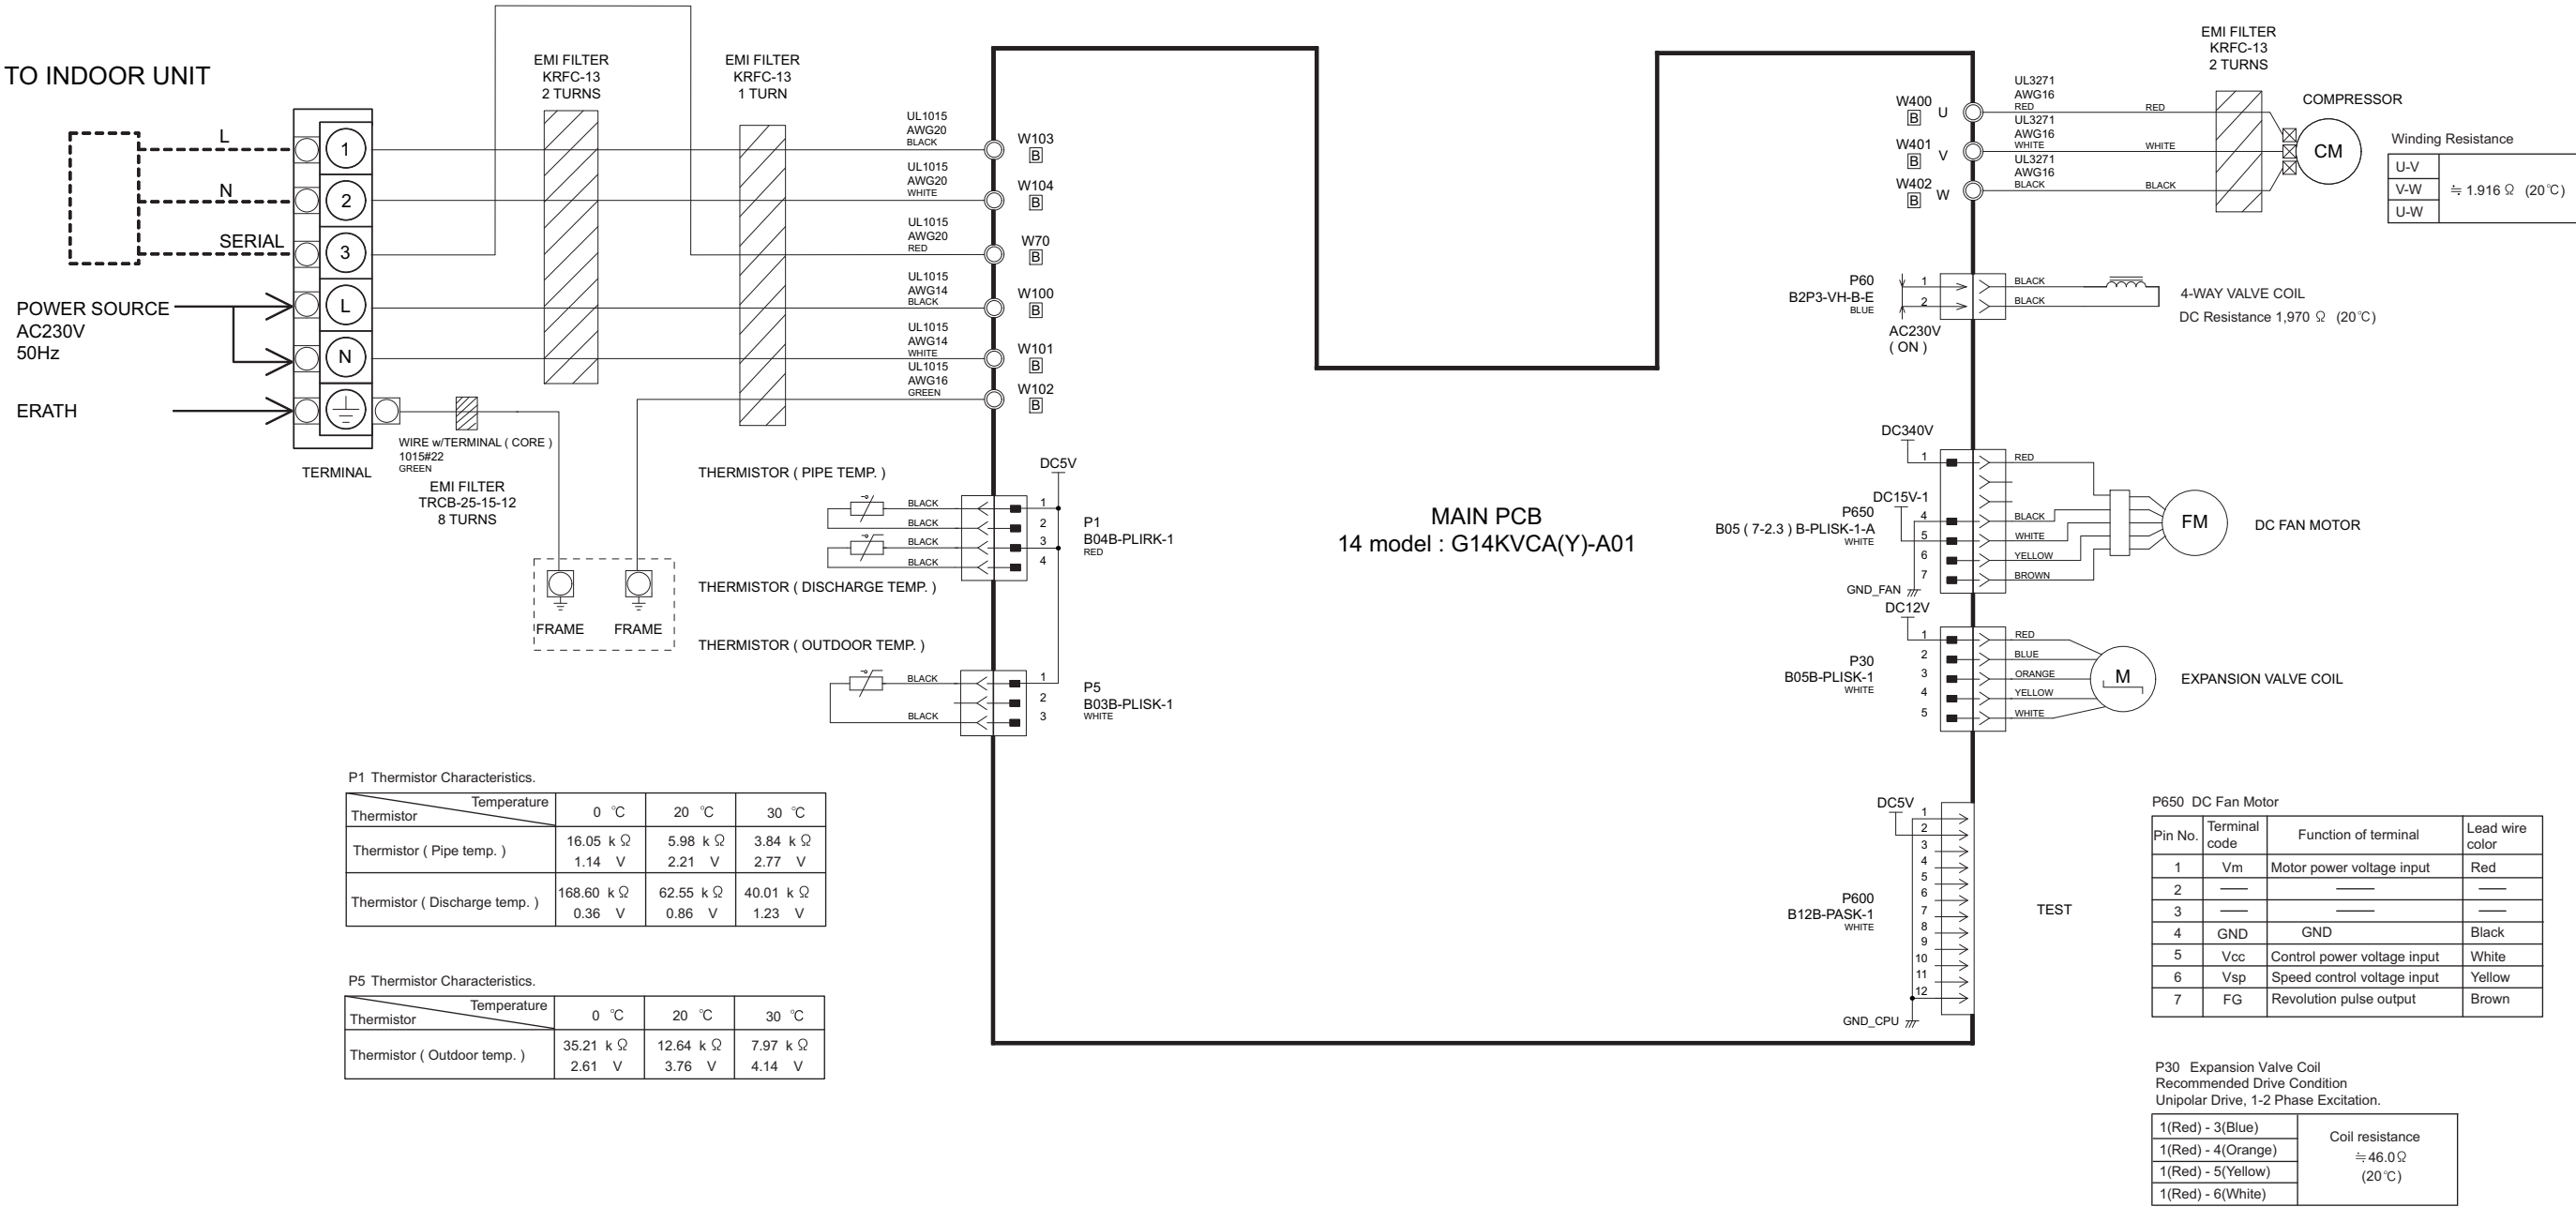 TO INDOOR UNIT
L
N
SERIAL
POWER SOURCE
AC230V
50Hz
ERATH
1
2
3
L
N
TERMINAL
EMI FILTER
KRFC-13
2 TURNS
EMI FILTER
KRFC-13
1 TURN
WIRE w/TERMINAL ( CORE )
1015#22
GREEN
EMI FILTER
TRCB-25-15-12
8 TURNS
FRAME
FRAME
UL1015
AWG20
BLACK
W103
B
UL1015
AWG20
WHITE
W104
B
UL1015
AWG20
RED
W70
B
UL1015
AWG14
BLACK
W100
B
UL1015
AWG14
WHITE
W101
B
UL1015
AWG16
GREEN
W102
B
THERMISTOR ( PIPE TEMP. )
BLACK
BLACK
BLACK
BLACK
THERMISTOR ( DISCHARGE TEMP. )
DC5V
1
2
3
4
P1
B04B-PLIRK-1
RED
THERMISTOR ( OUTDOOR TEMP. )
BLACK
BLACK
1
2
3
P5
B03B-PLISK-1
WHITE
MAIN PCB
14 model : G14KVCA(Y)-A01
W400
B
U
W401
B
V
W402
B
W
UL3271
AWG16
RED
RED
UL3271
AWG16
WHITE
WHITE
UL3271
AWG16
BLACK
BLACK
EMI FILTER
KRFC-13
2 TURNS
COMPRESSOR
CM
Winding Resistance
U-V
V-W
U-W
≒ 1.916 Ω (20℃)
P60
B2P3-VH-B-E
BLUE
1
2
AC230V
( ON )
BLACK
BLACK
4-WAY VALVE COIL
DC Resistance 1,970 Ω (20℃)
DC340V
1
DC15V-1
P650
B05 ( 7-2.3 ) B-PLISK-1-A
WHITE
4
5
6
7
GND_FAN
RED
BLACK
WHITE
YELLOW
BROWN
FM
DC FAN MOTOR
DC12V
1
2
3
4
5
P30
B05B-PLISK-1
WHITE
RED
BLUE
ORANGE
YELLOW
WHITE
M
EXPANSION VALVE COIL
DC5V
1
2
3
4
5
6
7
8
9
10
11
12
P600
B12B-PASK-1
WHITE
GND_CPU
TEST
P1 Thermistor Characteristics.
Temperature
Thermistor
0 ℃
20 ℃
30 ℃
Thermistor ( Pipe temp. )
16.05 k Ω
1.14 V
5.98 k Ω
2.21 V
3.84 k Ω
2.77 V
Thermistor ( Discharge temp. )
168.60 k Ω
0.36 V
62.55 k Ω
0.86 V
40.01 k Ω
1.23 V
P5 Thermistor Characteristics.
Temperature
Thermistor
0 ℃
20 ℃
30 ℃
Thermistor ( Outdoor temp. )
35.21 k Ω
2.61 V
12.64 k Ω
3.76 V
7.97 k Ω
4.14 V
P650 DC Fan Motor
Pin No.
Terminal
code
Function of terminal
Lead wire
color
1 Vm Motor power voltage input Red
2 — — —
3 — — —
4 GND GND Black
5 Vcc Control power voltage input White
6 Vsp Speed control voltage input Yellow
7 FG Revolution pulse output Brown
P30 Expansion Valve Coil
Recommended Drive Condition
Unipolar Drive, 1-2 Phase Excitation.
1(Red) - 3(Blue)
1(Red) - 4(Orange)
1(Red) - 5(Yellow)
1(Red) - 6(White)
Coil resistance
≒46.0Ω
(20℃)